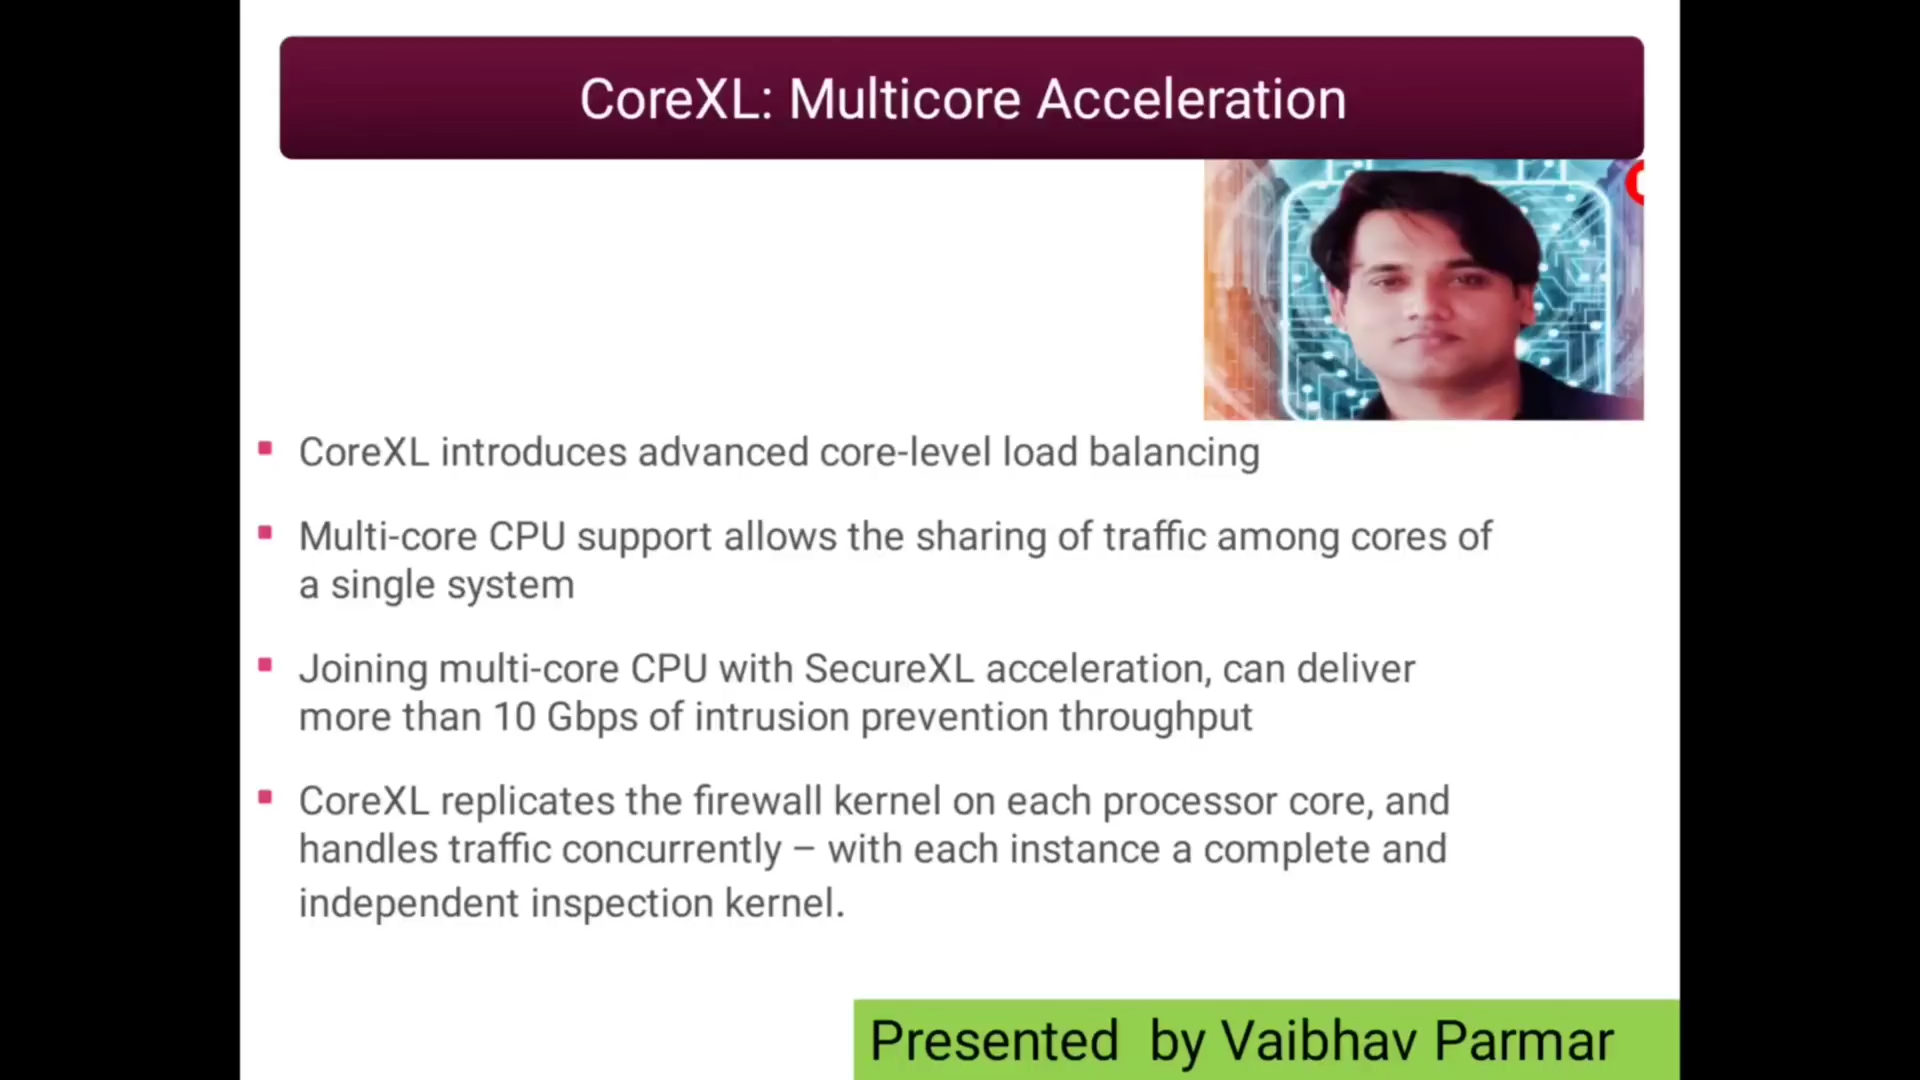 CoreXL: Multicore Acceleration
CoreXL introduces advanced core-level load balancing
Multi-core CPU support allows the sharing of traffic among cores of
a single system
Joining multi-core CPU with SecureXL acceleration, can deliver
more than 10 Gbps of intrusion prevention throughput
CoreXL replicates the firewall kernel on each processor core, and
handles traffic concurrently – with each instance a complete and
independent inspection kernel.
Presented  by Vaibhav Parmar